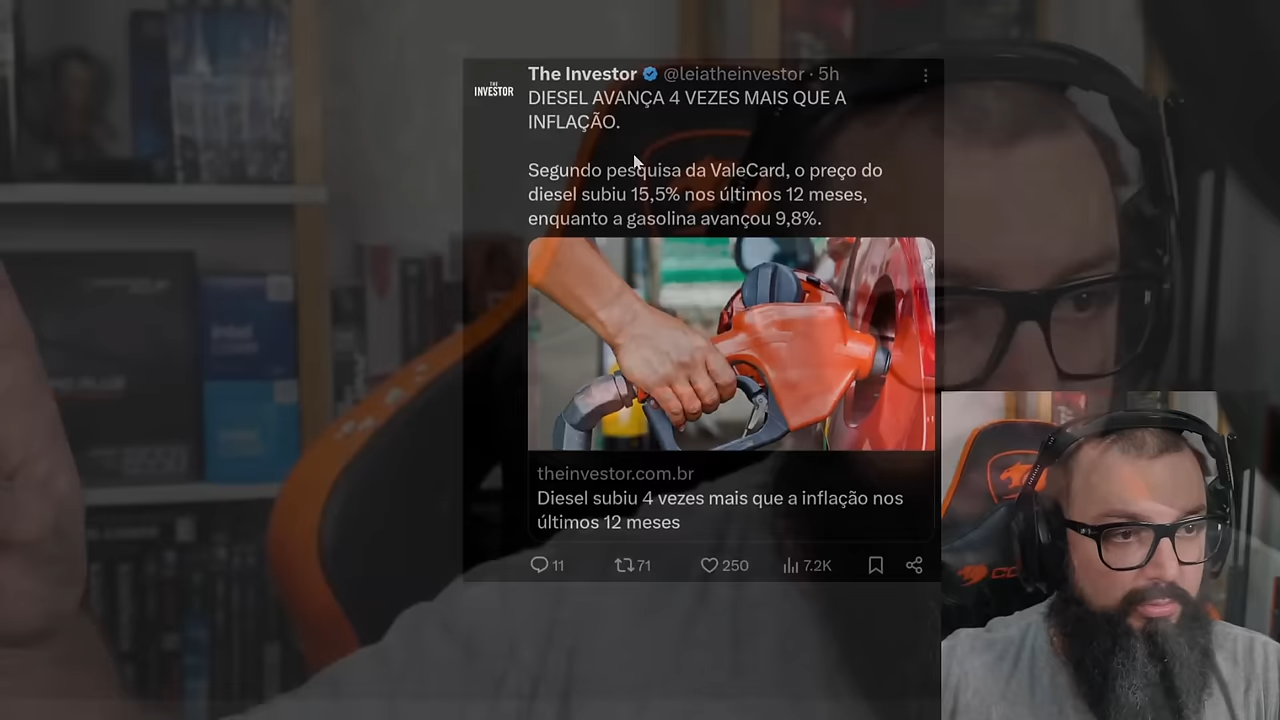 THE
INVESTOR
The Investor @leiatheinvestor · 5h
DIESEL AVANÇA 4 VEZES MAIS QUE A
INFLAÇÃO.
Segundo pesquisa da ValeCard, o preço do
diesel subiu 15,5% nos últimos 12 meses,
enquanto a gasolina avançou 9,8%.
theinvestor.com.br
Diesel subiu 4 vezes mais que a inflação nos
últimos 12 meses
11 71 250 7.2K
intel